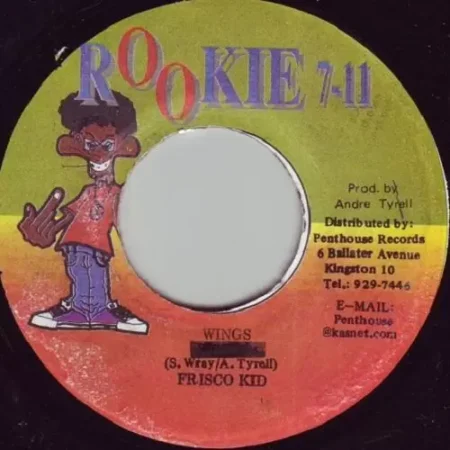 ROOKIE 7-11
Prod. by
Andre Tyrell
Distributed by:
Penthouse Records
6 Ballater Avenue
Kingston 10
Tel.: 929-7446
E-MAIL:
Penthouse
@kasnet.com
WINGS
(S. Wray/A. Tyrell)
FRISCO KID